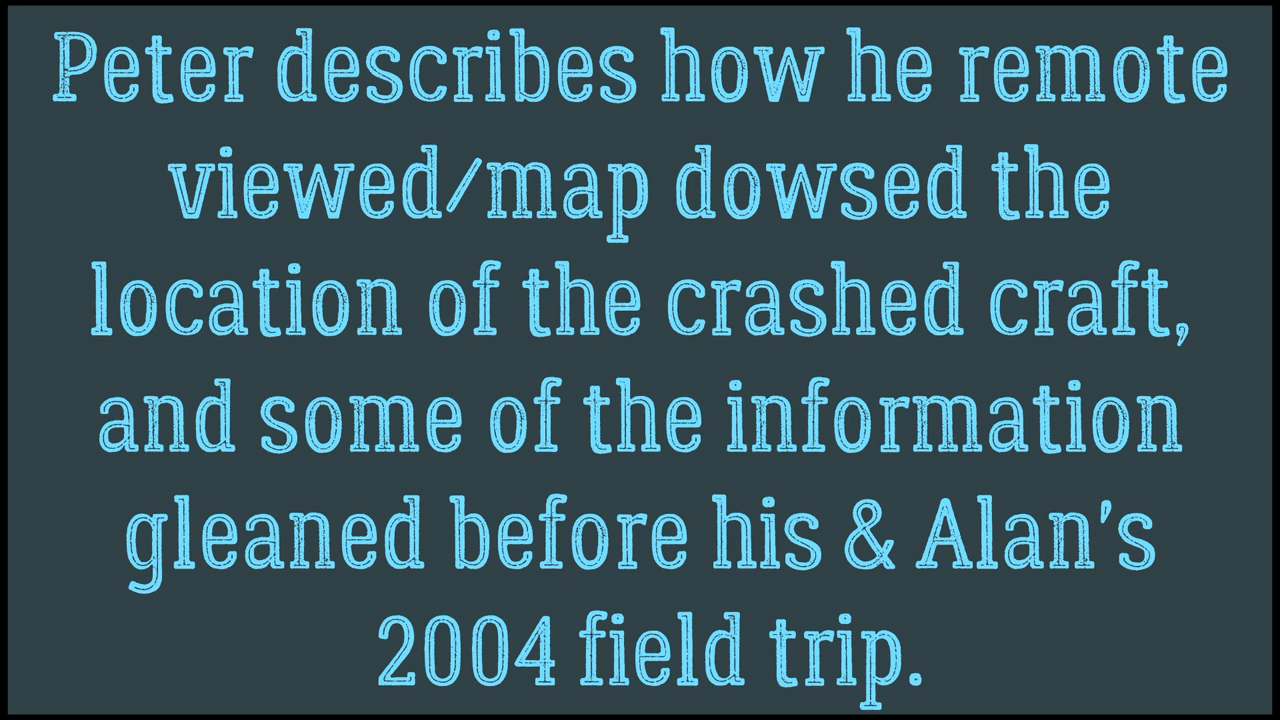 Peter describes how he remote
viewed/map dowsed the
location of the crashed craft,
and some of the information
gleaned before his & Alan's
2004 field trip.